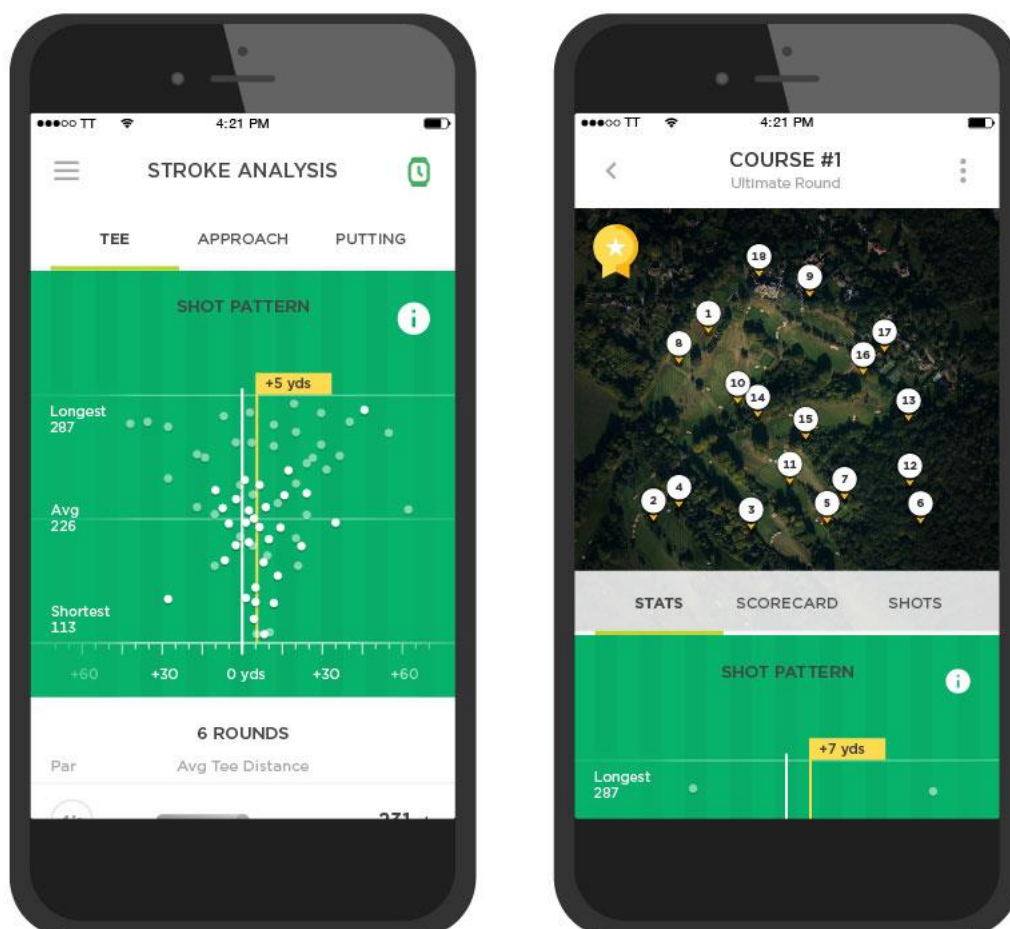 ●●●○○ TT 4:21 PM
STROKE ANALYSIS
TEE APPROACH PUTTING
SHOT PATTERN
i
+5 yds
Longest
287
Avg
226
Shortest
113
+60 +30 0 yds +30 +60
6 ROUNDS
Par Avg Tee Distance
231
●●●○○ TT 4:21 PM
COURSE #1
Ultimate Round
18
9
1
17
8
16
10
14
13
15
11
12
7
4
2
3
5
6
STATS SCORECARD SHOTS
SHOT PATTERN
i
+7 yds
Longest
287